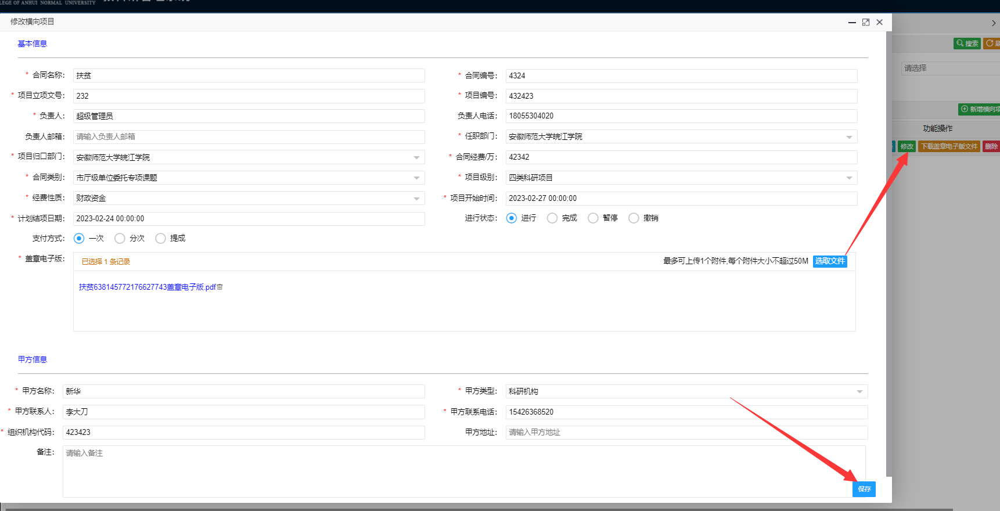 LEGE OF ANHUI NORMAL UNIVERSITY
修改横向项目
搜索
刷
基本信息
请选择
* 合同名称: 扶贫
* 合同编号: 4324
* 项目立项文号: 232
* 项目编号: 432423
新增横向项
* 负责人: 超级管理员
负责人电话: 18055304020
功能操作
负责人邮箱: 请输入负责人邮箱
* 任职部门: 安徽师范大学皖江学院
修改 下载盖章电子版文件 删除
* 项目归口部门: 安徽师范大学皖江学院
* 合同经费/万: 42342
* 合同类别: 市厅级单位委托专项课题
* 项目级别: 四类科研项目
* 经费性质: 财政资金
* 项目开始时间: 2023-02-27 00:00:00
* 计划结项日期: 2023-02-24 00:00:00
进行状态: 进行 完成 暂停 撤销
支付方式: 一次 分次 提成
* 盖章电子版: 已选择 1 条记录
最多可上传1个附件,每个附件大小不超过50M 选取文件
扶贫638145772176627743盖章电子版.pdf
甲方信息
* 甲方名称: 新华
* 甲方类型: 科研机构
* 甲方联系人: 李大刀
* 甲方联系电话: 15426368520
* 组织机构代码: 423423
甲方地址: 请输入甲方地址
备注: 请输入备注
保存